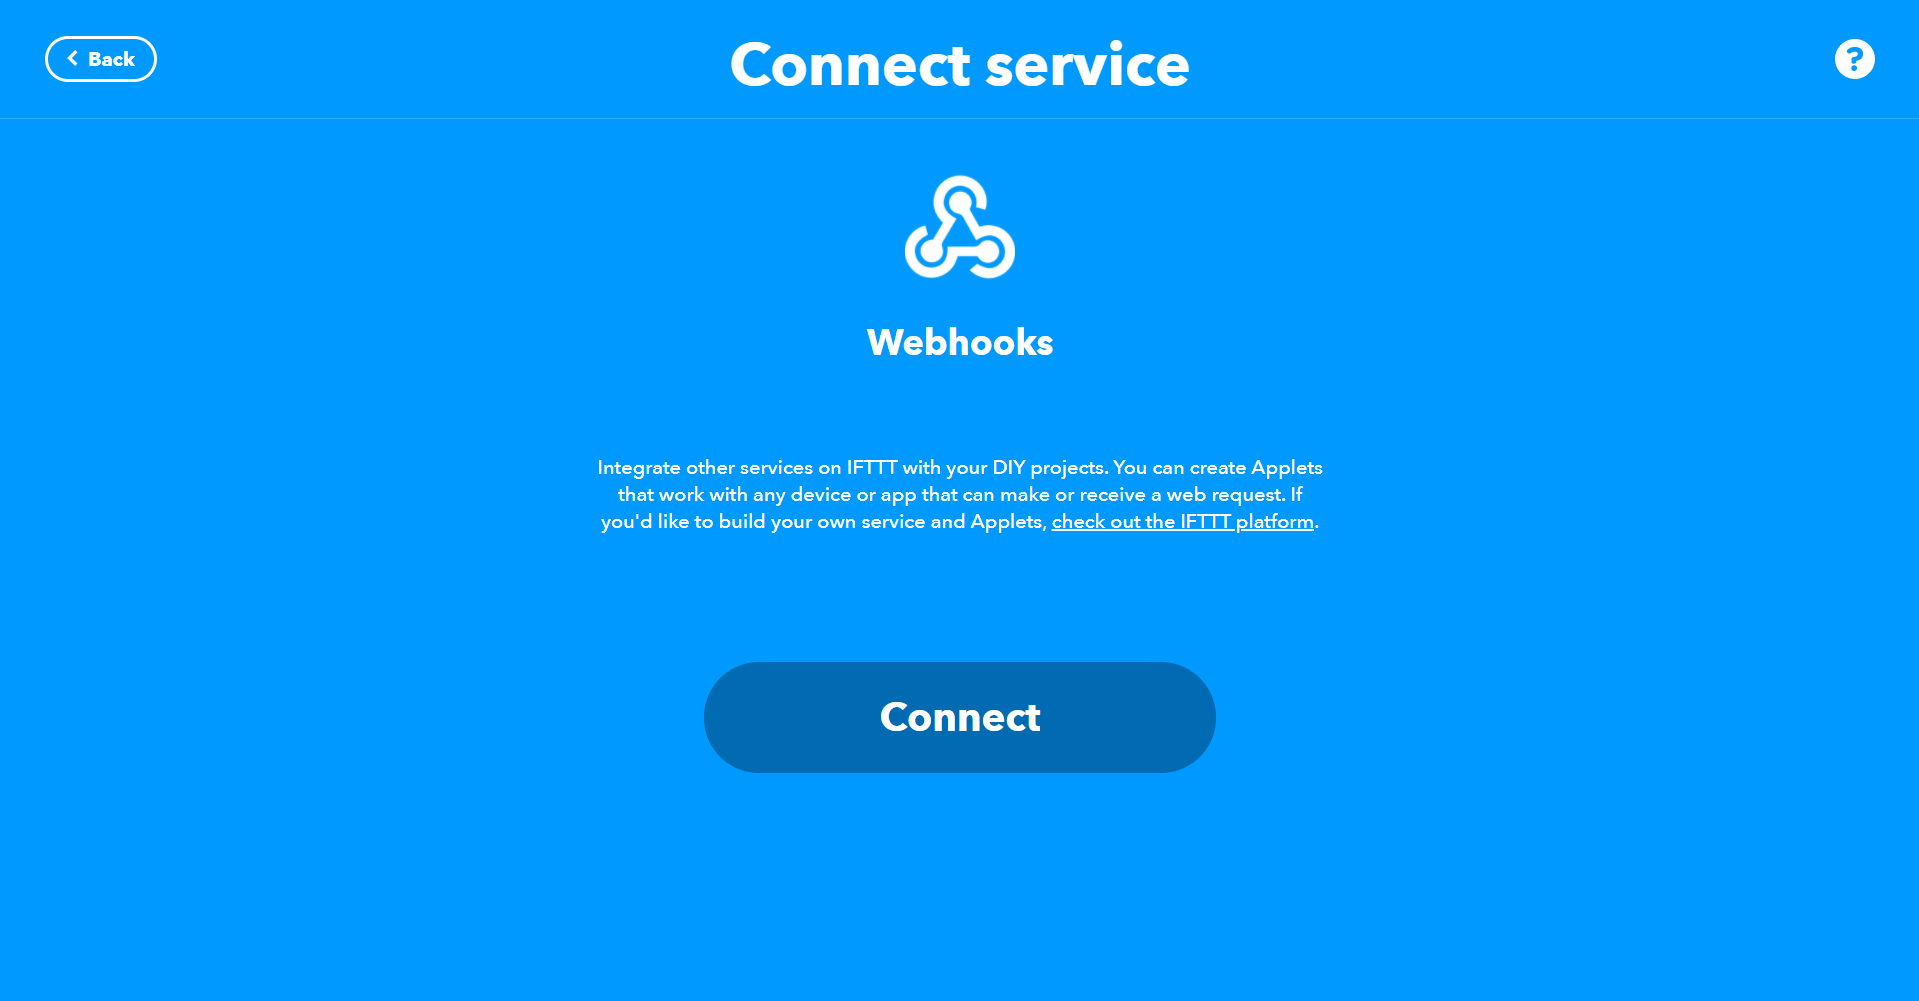 Back
Connect service
?
Webhooks
Integrate other services on IFTTT with your DIY projects. You can create Applets
that work with any device or app that can make or receive a web request. If
you'd like to build your own service and Applets, check out the IFTTT platform.
Connect